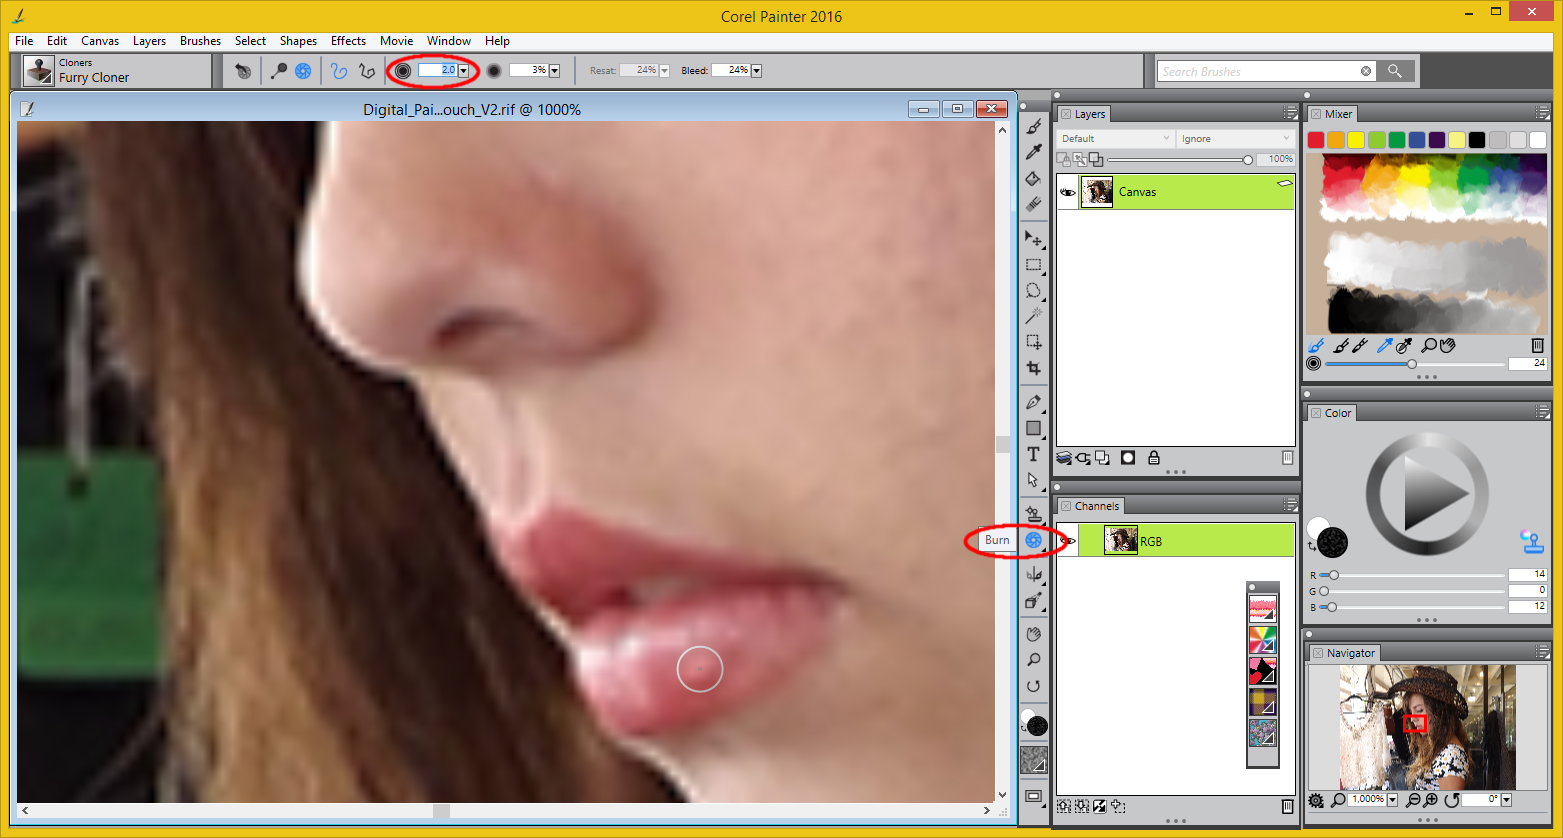 Corel Painter 2016
File Edit Canvas Layers Brushes Select Shapes Effects Movie Window Help
Cloners
Furry Cloner
2.0
3%
Resat: 24%
Bleed: 24%
Search Brushes
Digital_Pai...ouch_V2.rif @ 1000%
Burn
T
Layers
Default
Ignore
100%
Canvas
Channels
RGB
Mixer
24
Color
R 14
G 0
B 12
Navigator
1,000%
0°